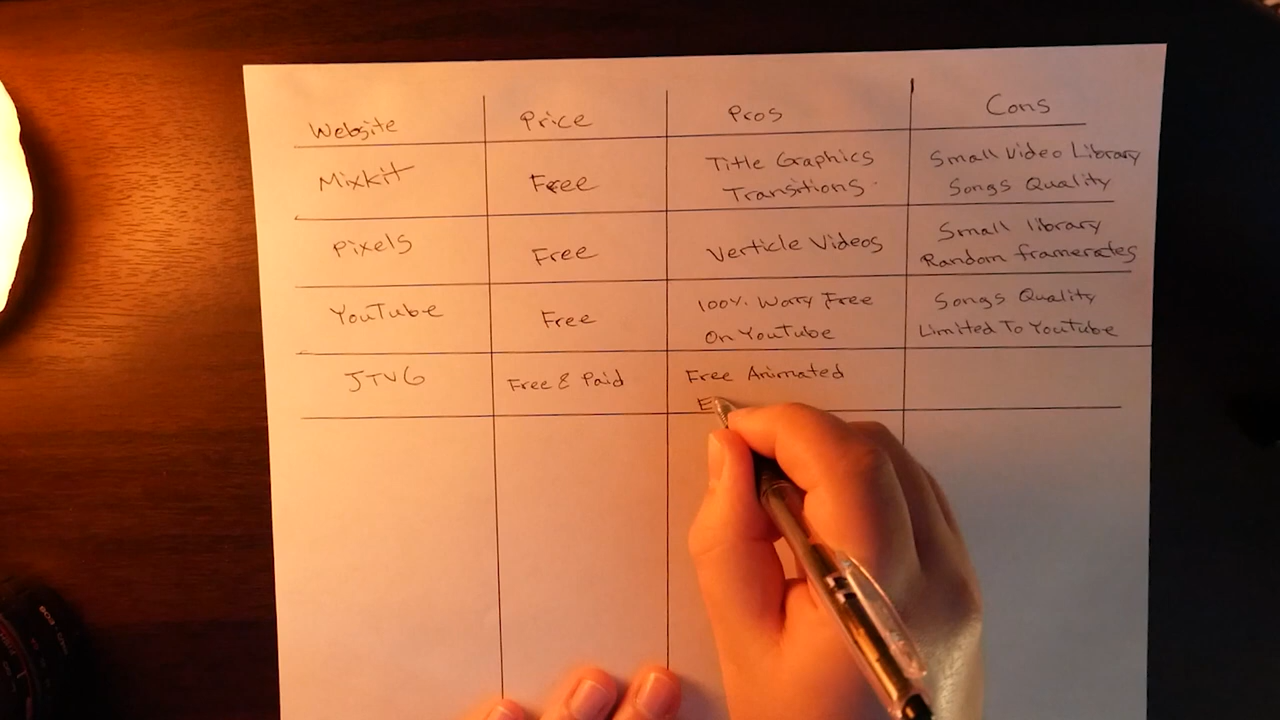 Website Price Pros Cons
Mixkit Free Title Graphics Small Video Library
Transitions Songs Quality
Pixels Free Verticle Videos Small library
Random framerates
YouTube Free 100% Worry Free Songs Quality
On YouTube Limited To YouTube
JTVG Free & Paid Free Animated
E